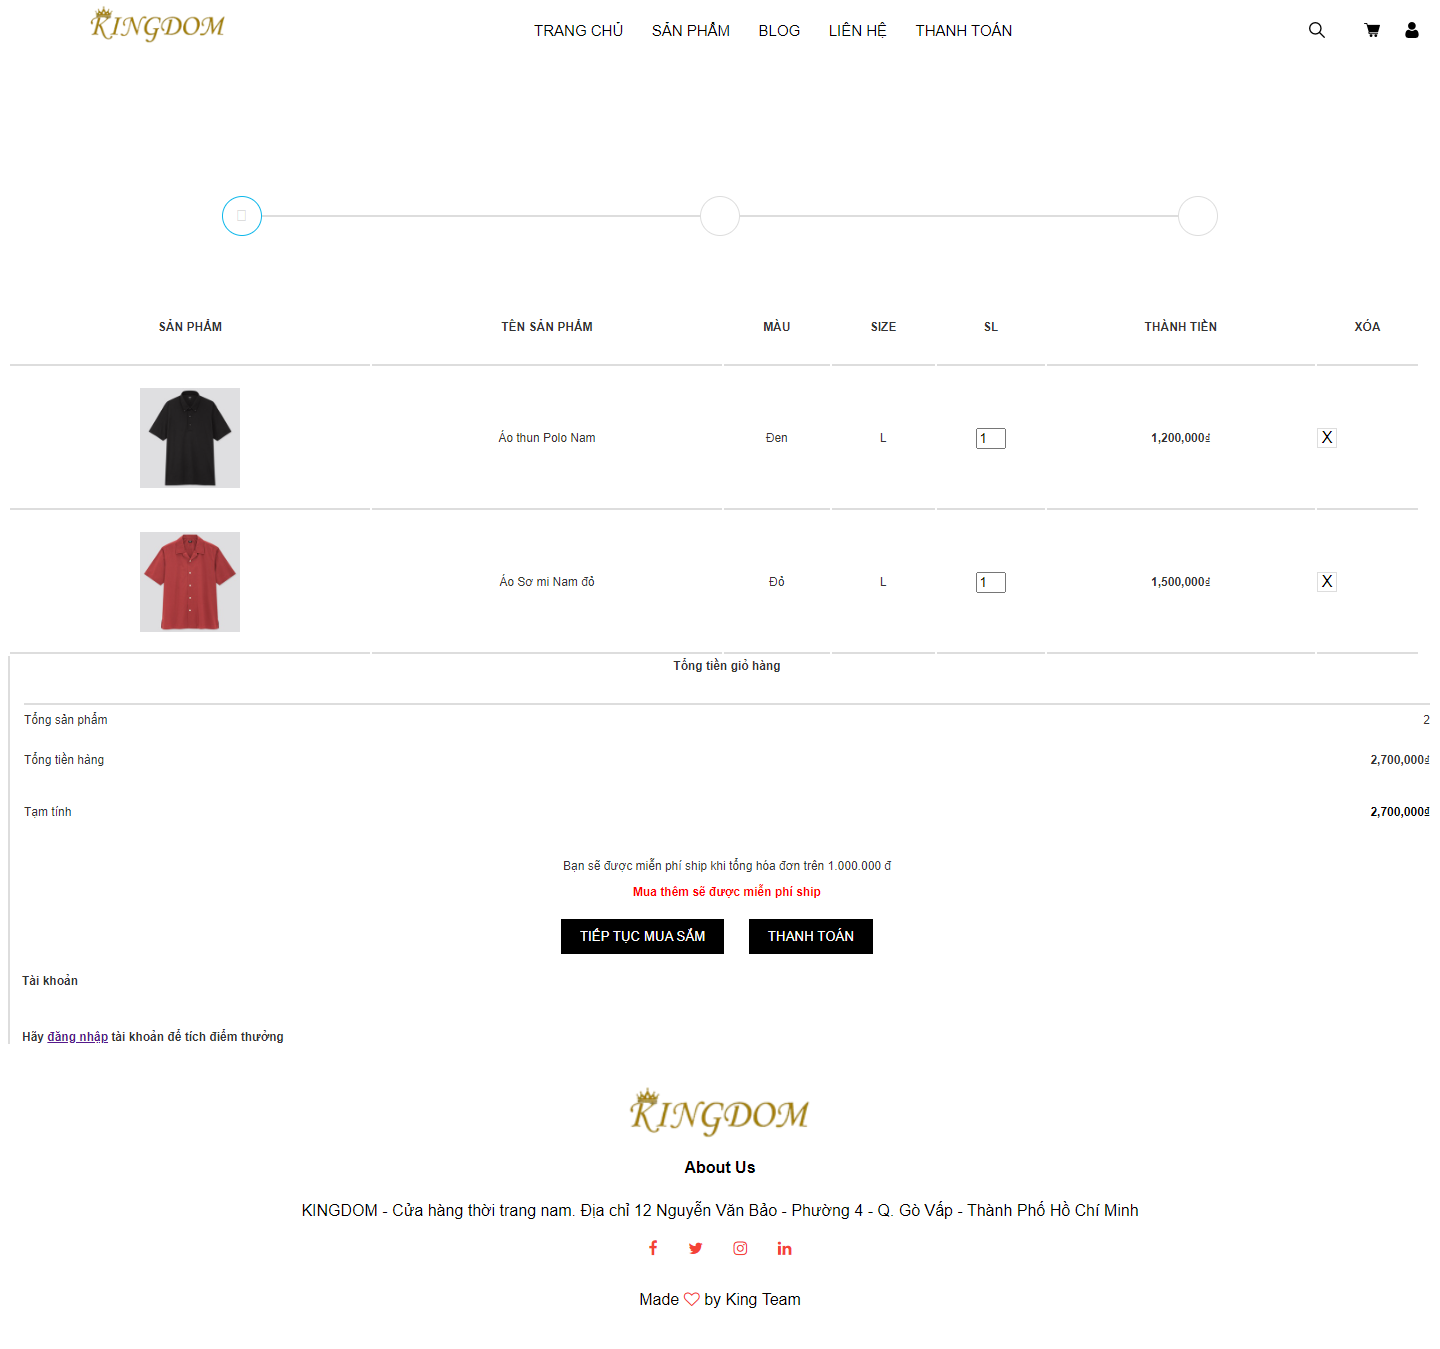 KINGDOM
TRANG CHỦ SẢN PHẨM BLOG LIÊN HỆ THANH TOÁN
SẢN PHẨM TÊN SẢN PHẨM MÀU SIZE SL THÀNH TIỀN XÓA
Áo thun Polo Nam Đen L 1 1,200,000₫ X
Áo Sơ mi Nam đỏ Đỏ L 1 1,500,000₫ X
Tổng tiền giỏ hàng
Tổng sản phẩm 2
Tổng tiền hàng 2,700,000₫
Tạm tính 2,700,000₫
Bạn sẽ được miễn phí ship khi tổng hóa đơn trên 1.000.000 đ
Mua thêm sẽ được miễn phí ship
TIẾP TỤC MUA SẮM THANH TOÁN
Tài khoản
Hãy đăng nhập tài khoản để tích điểm thưởng
KINGDOM
About Us
KINGDOM - Cửa hàng thời trang nam. Địa chỉ 12 Nguyễn Văn Bảo - Phường 4 - Q. Gò Vấp - Thành Phố Hồ Chí Minh
Made ♡ by King Team